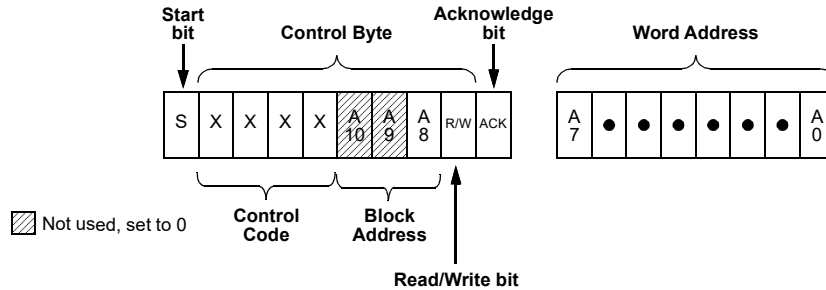 Start
bit
Control Byte
Acknowledge
bit
Word Address
S X X X X A
10 A
9 A
8 R/W ACK
A
7 ● ● ● ● ● ● A
0
Control
Code
Block
Address
Not used, set to 0
Read/Write bit